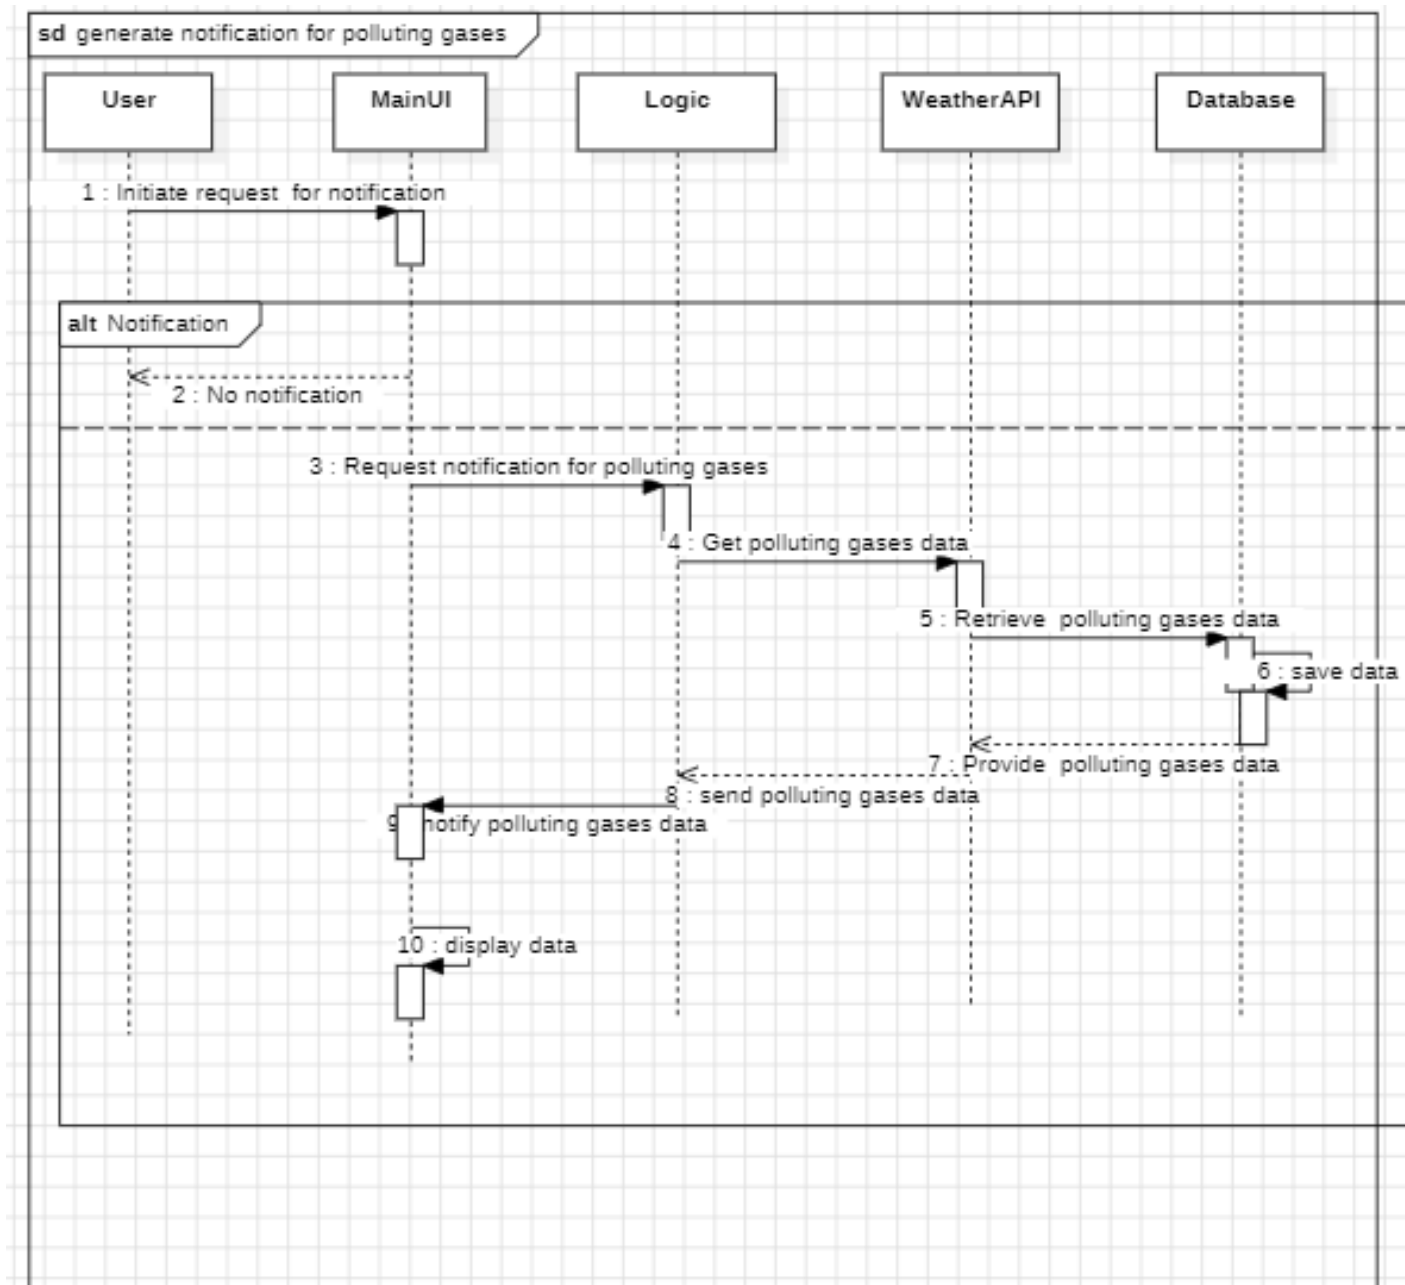 sd generate notification for polluting gases
User
MainUI
Logic
WeatherAPI
Database
1 : Initiate request for notification
alt Notification
2 : No notification
3 : Request notification for polluting gases
4 : Get polluting gases data
5 : Retrieve polluting gases data
6 : save data
7 : Provide polluting gases data
8 : send polluting gases data
9 notify polluting gases data
10 : display data